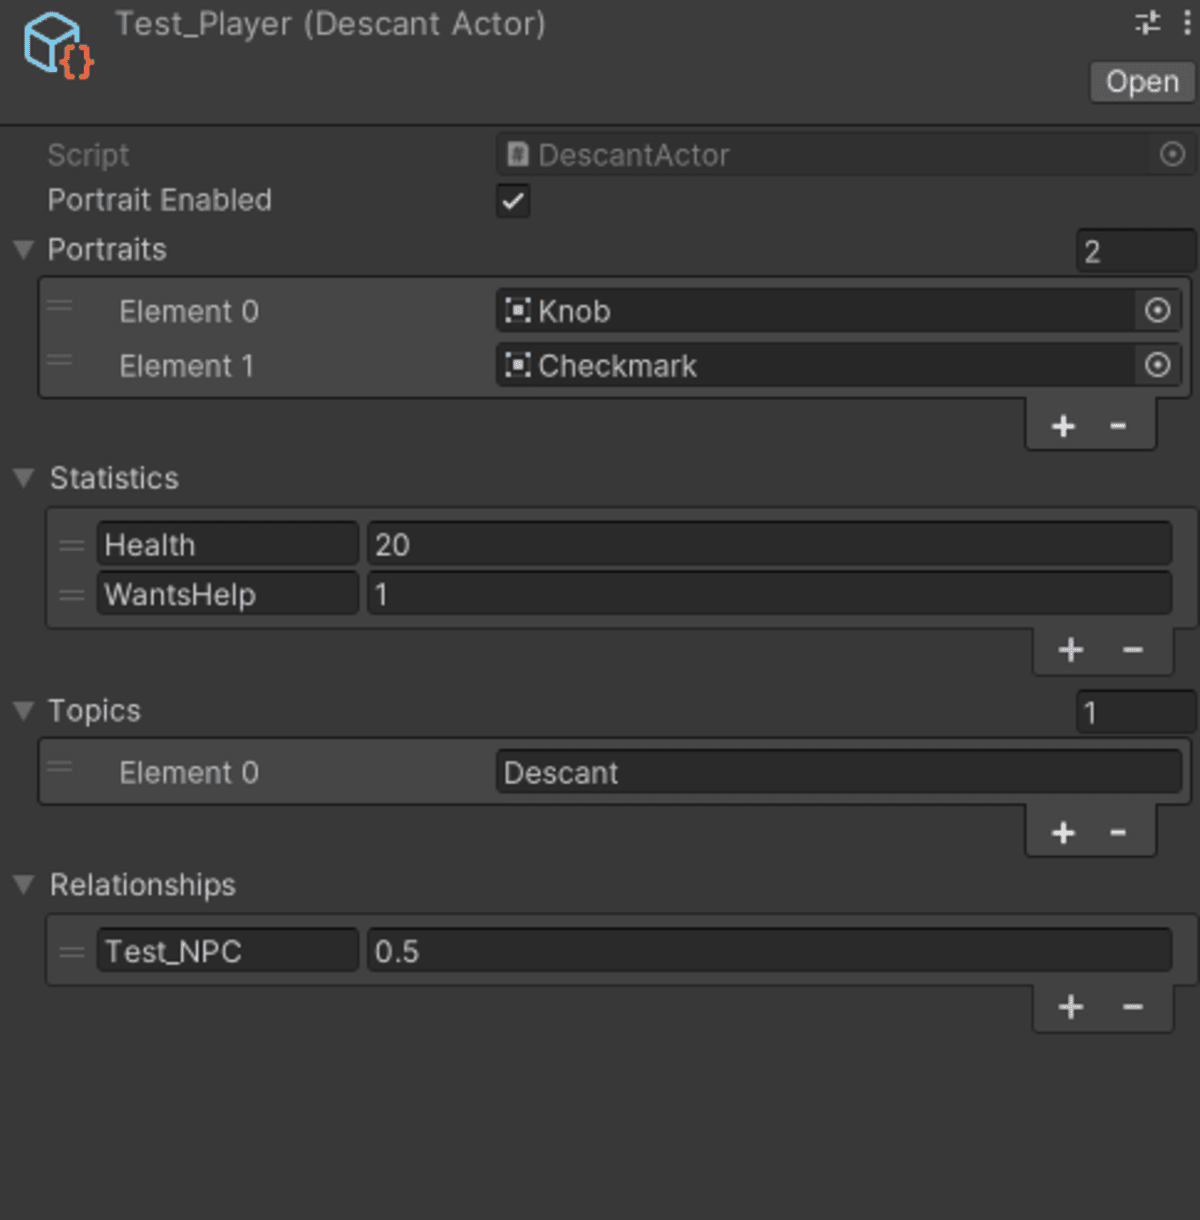 Test_Player (Descant Actor)
Open
Script # DescantActor
Portrait Enabled
Portraits 2
Element 0 Knob
Element 1 Checkmark
+ -
Statistics
Health 20
WantsHelp 1
+ -
Topics 1
Element 0 Descant
+ -
Relationships
Test_NPC 0.5
+ -